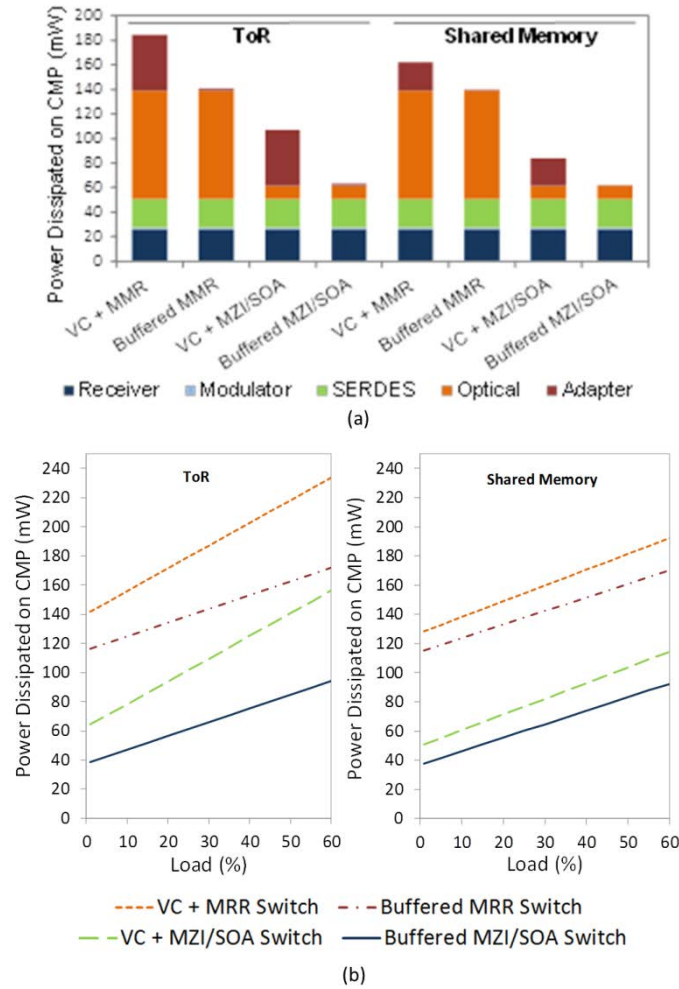 ToR Shared Memory
Power Dissipated on CMP (mW)
200
180
160
140
120
100
80
60
40
20
0
VC + MMR
Buffered MMR
VC + MZI/SOA
Buffered MZI/SOA
VC + MMR
Buffered MMR
VC + MZI/SOA
Buffered MZI/SOA
Receiver Modulator SERDES Optical Adapter
(a)
ToR
Power Dissipated on CMP (mW)
240
220
200
180
160
140
120
100
80
60
40
20
0
0 10 20 30 40 50 60
Load (%)
Shared Memory
Power Dissipated on CMP (mW)
240
220
200
180
160
140
120
100
80
60
40
20
0
0 10 20 30 40 50 60
Load (%)
VC + MRR Switch Buffered MRR Switch
VC + MZI/SOA Switch Buffered MZI/SOA Switch
(b)